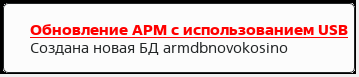 Обновление АРМ с использованием USB
Создана новая БД armdbnovokosino